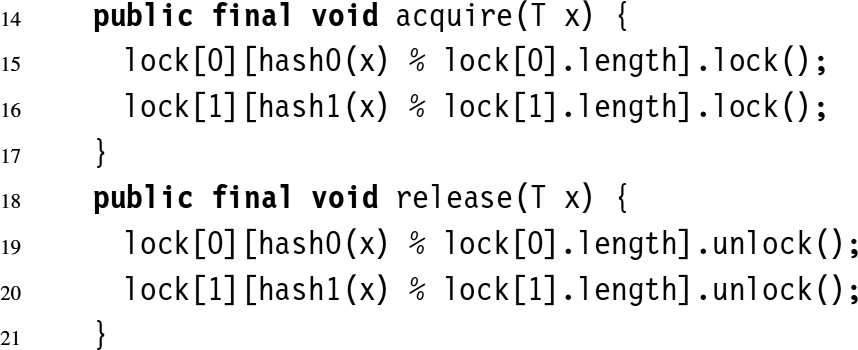 14 public final void acquire(T x) {
15 lock[0][hash0(x) % lock[0].length].lock();
16 lock[1][hash1(x) % lock[1].length].lock();
17 }
18 public final void release(T x) {
19 lock[0][hash0(x) % lock[0].length].unlock();
20 lock[1][hash1(x) % lock[1].length].unlock();
21 }